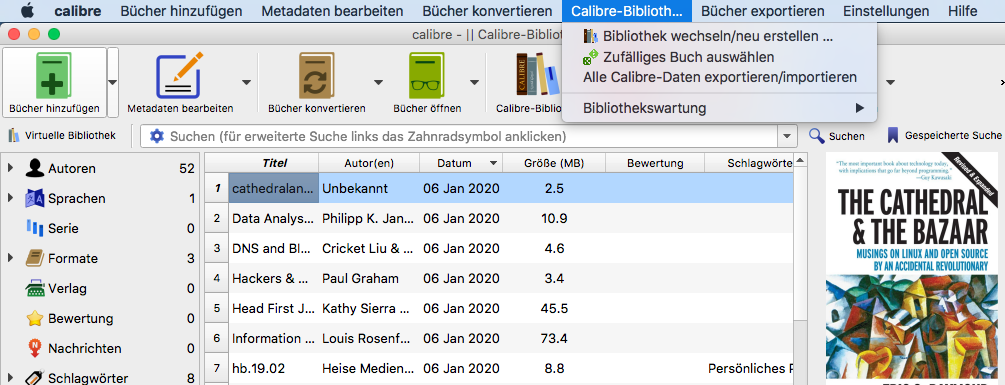 calibre Bücher hinzufügen Metadaten bearbeiten Bücher konvertieren Calibre-Biblioth... Bücher exportieren Einstellungen Hilfe
calibre - || Calibre-Bibliot
Bibliothek wechseln/neu erstellen ...
Zufälliges Buch auswählen
Alle Calibre-Daten exportieren/importieren
Bibliothekswartung
CALIBRE
Bücher hinzufügen Metadaten bearbeiten Bücher konvertieren Bücher öffnen Calibre-Biblio
Virtuelle Bibliothek Suchen (für erweiterte Suche links das Zahnradsymbol anklicken) Suchen Gespeicherte Suche
Titel Autor(en) Datum Größe (MB) Bewertung Schlagwörte
1 cathedralan... Unbekannt 06 Jan 2020 2.5
2 Data Analys... Philipp K. Jan... 06 Jan 2020 10.9
3 DNS and BI... Cricket Liu & ... 06 Jan 2020 4.6
4 Hackers & ... Paul Graham 06 Jan 2020 3.4
5 Head First J... Kathy Sierra ... 06 Jan 2020 45.5
6 Information ... Louis Rosenf... 06 Jan 2020 73.4
7 hb.19.02 Heise Medien... 06 Jan 2020 8.8 Persönliches P
Autoren 52
Sprachen 1
Serie 0
Formate 3
Verlag 0
Bewertung 0
Nachrichten 0
Schlagwörter 8
"The most important book about technology today,
with implications that go far beyond programming."
—Guy Kawasaki
Revised & Expanded
THE CATHEDRAL
& THE BAZAAR
MUSINGS ON LINUX AND OPEN SOURCE
BY AN ACCIDENTAL REVOLUTIONARY